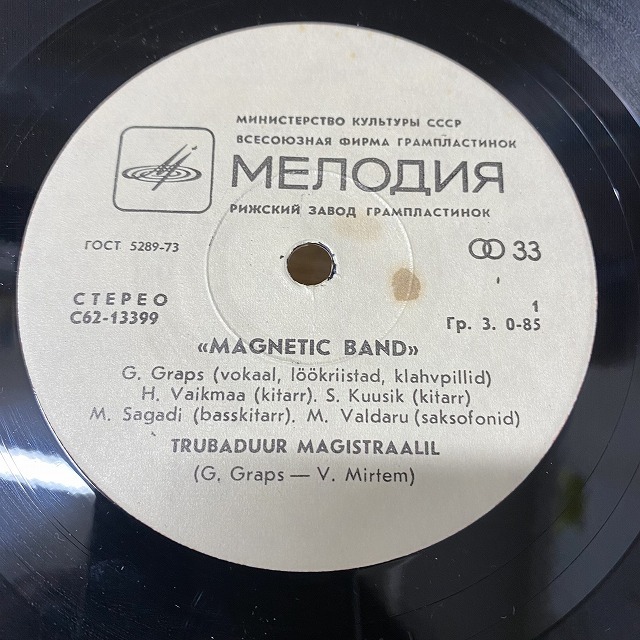 МИНИСТЕРСТВО КУЛЬТУРЫ СССР
ВСЕСОЮЗНАЯ ФИРМА ГРАМПЛАСТИНОК
МЕЛОДИЯ
РИЖСКИЙ ЗАВОД ГРАМПЛАСТИНОК
ГОСТ 5289-73
33
СТЕРЕО
С62-13399
1
Гр. 3. 0-85
«MAGNETIC BAND»
G. Graps (vokaal, löökriistad, klahvpillid)
H. Vaikmaa (kitarr). S. Kuusik (kitarr)
M. Sagadi (basskitarr). M. Valdaru (saksofonid)
TRUBADUUR MAGISTRAALIL
(G. Graps — V. Mirtem)